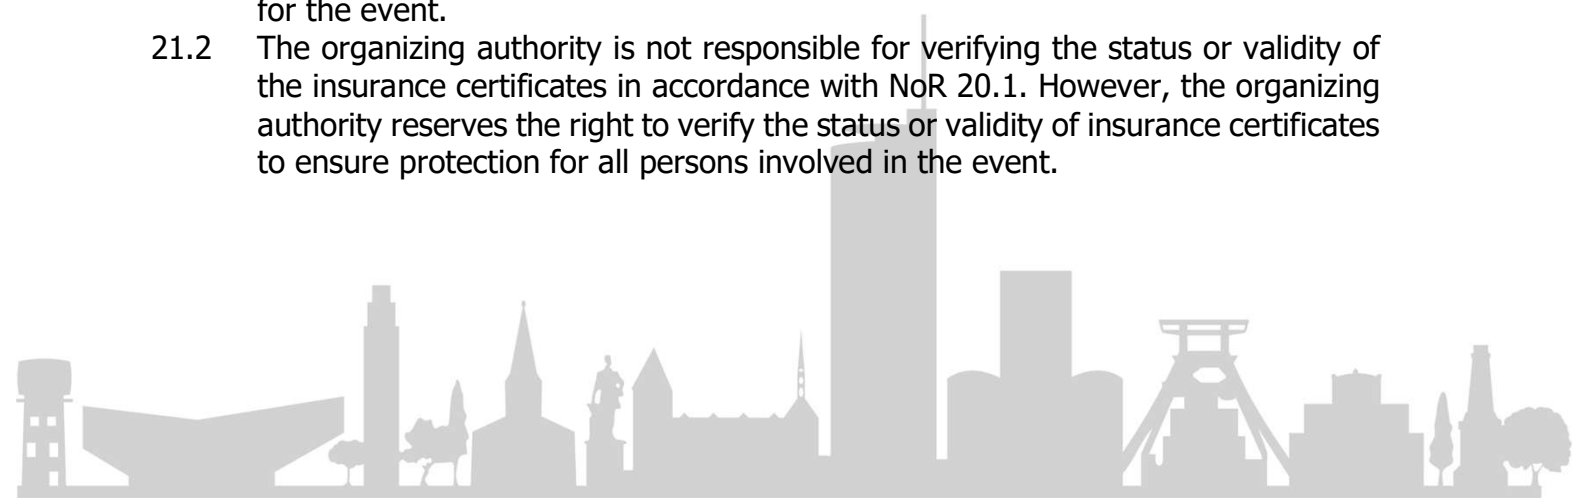 for the event.
21.2 The organizing authority is not responsible for verifying the status or validity of
the insurance certificates in accordance with NoR 20.1. However, the organizing
authority reserves the right to verify the status or validity of insurance certificates
to ensure protection for all persons involved in the event.